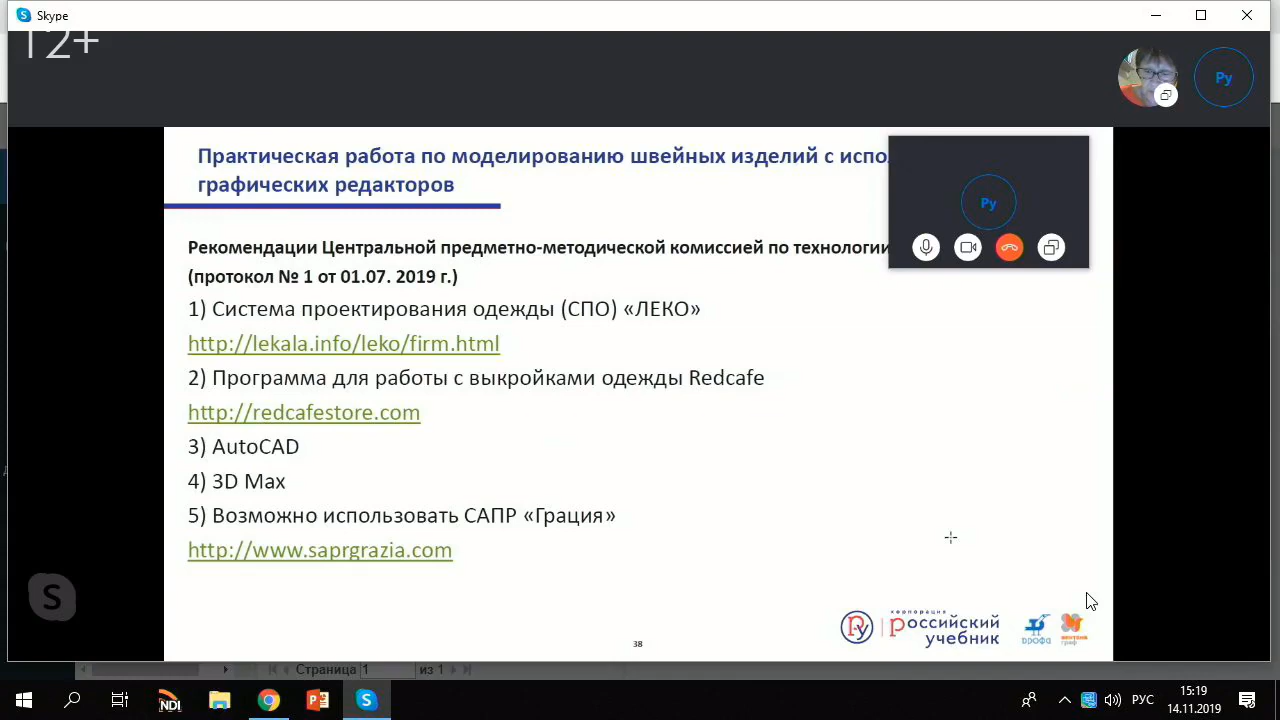 Skype
12+
Ру
Практическая работа по моделированию швейных изделий с
графических редакторов
Ру
Рекомендации Центральной предметно-методической комиссией по технологии
(протокол № 1 от 01.07. 2019 г.)
1) Система проектирования одежды (СПО) «ЛЕКО»
http://lekala.info/leko/firm.html
2) Программа для работы с выкройками одежды Redcafe
http://redcafestore.com
3) AutoCAD
4) 3D Max
5) Возможно использовать САПР «Грация»
http://www.saprgrazia.com
корпорация
российский
учебник
дрофа
вентана
граф
38
Страница 1 из 1
NDI
РУС
15:19
14.11.2019